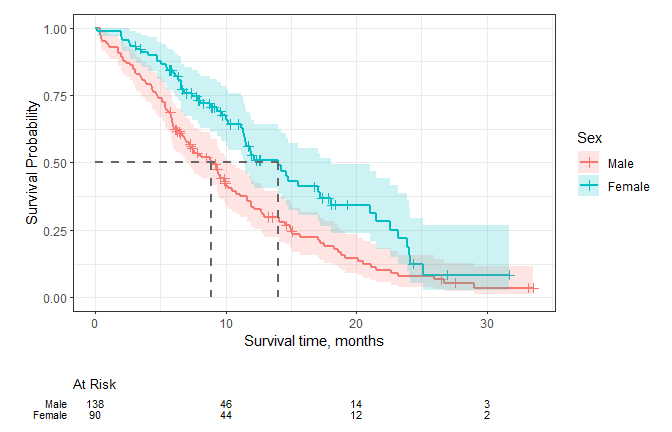 Survival Probability
1.00
0.75
0.50
0.25
0.00
0 10 20 30
Survival time, months
Sex
Male
Female
At Risk
Male 138 46 14 3
Female 90 44 12 2